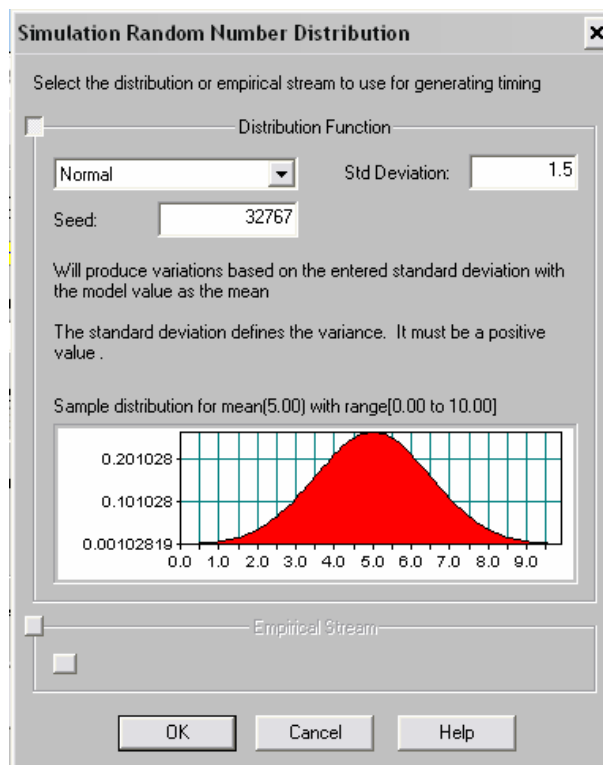 Simulation Random Number Distribution
Select the distribution or empirical stream to use for generating timing
Distribution Function
Normal
Std Deviation:
1.5
Seed:
32767
Will produce variations based on the entered standard deviation with
the model value as the mean
The standard deviation defines the variance.  It must be a positive
value .
Sample distribution for mean(5.00) with range[0.00 to 10.00]
0.201028
0.101028
0.00102819
0.0 1.0 2.0 3.0 4.0 5.0 6.0 7.0 8.0 9.0
Empirical Stream
OK
Cancel
Help